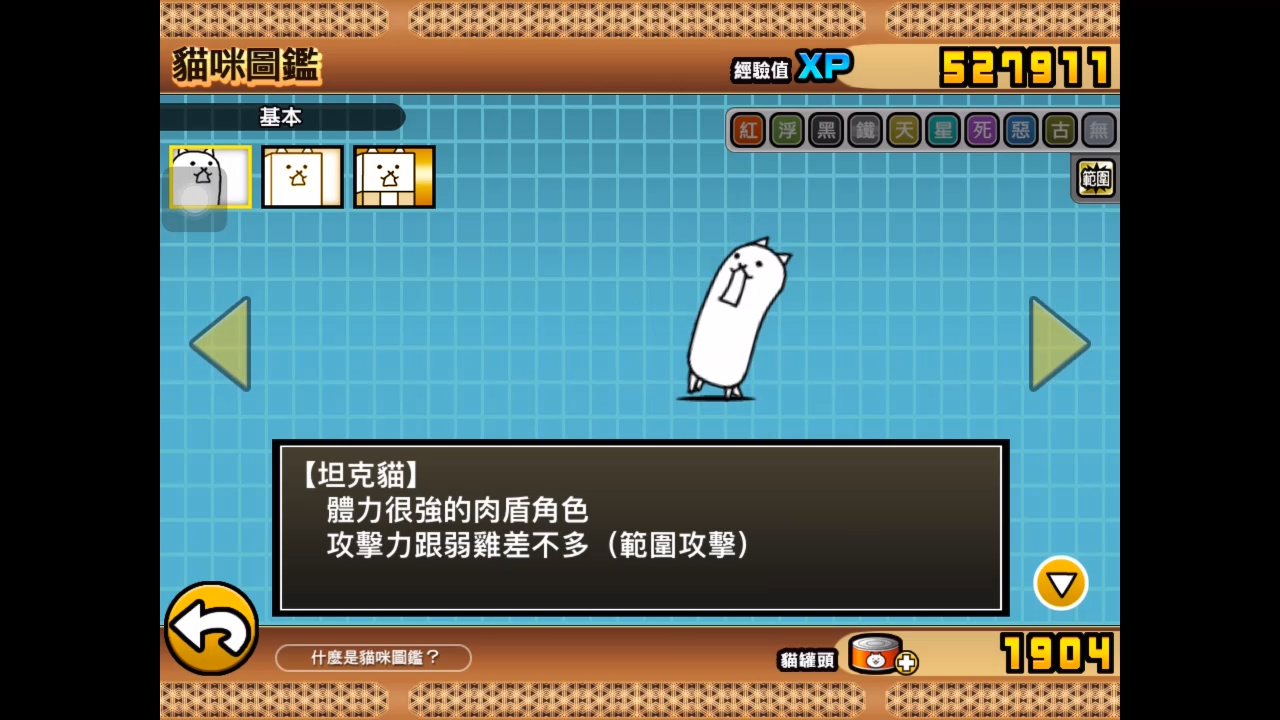 貓咪圖鑑
經驗值 XP 527911
基本
紅 浮 黑 鐵 天 星 死 惡 古 無
範圍
【坦克貓】
體力很強的肉盾角色
攻擊力跟弱雞差不多（範圍攻擊）
什麼是貓咪圖鑑？
貓罐頭 1904